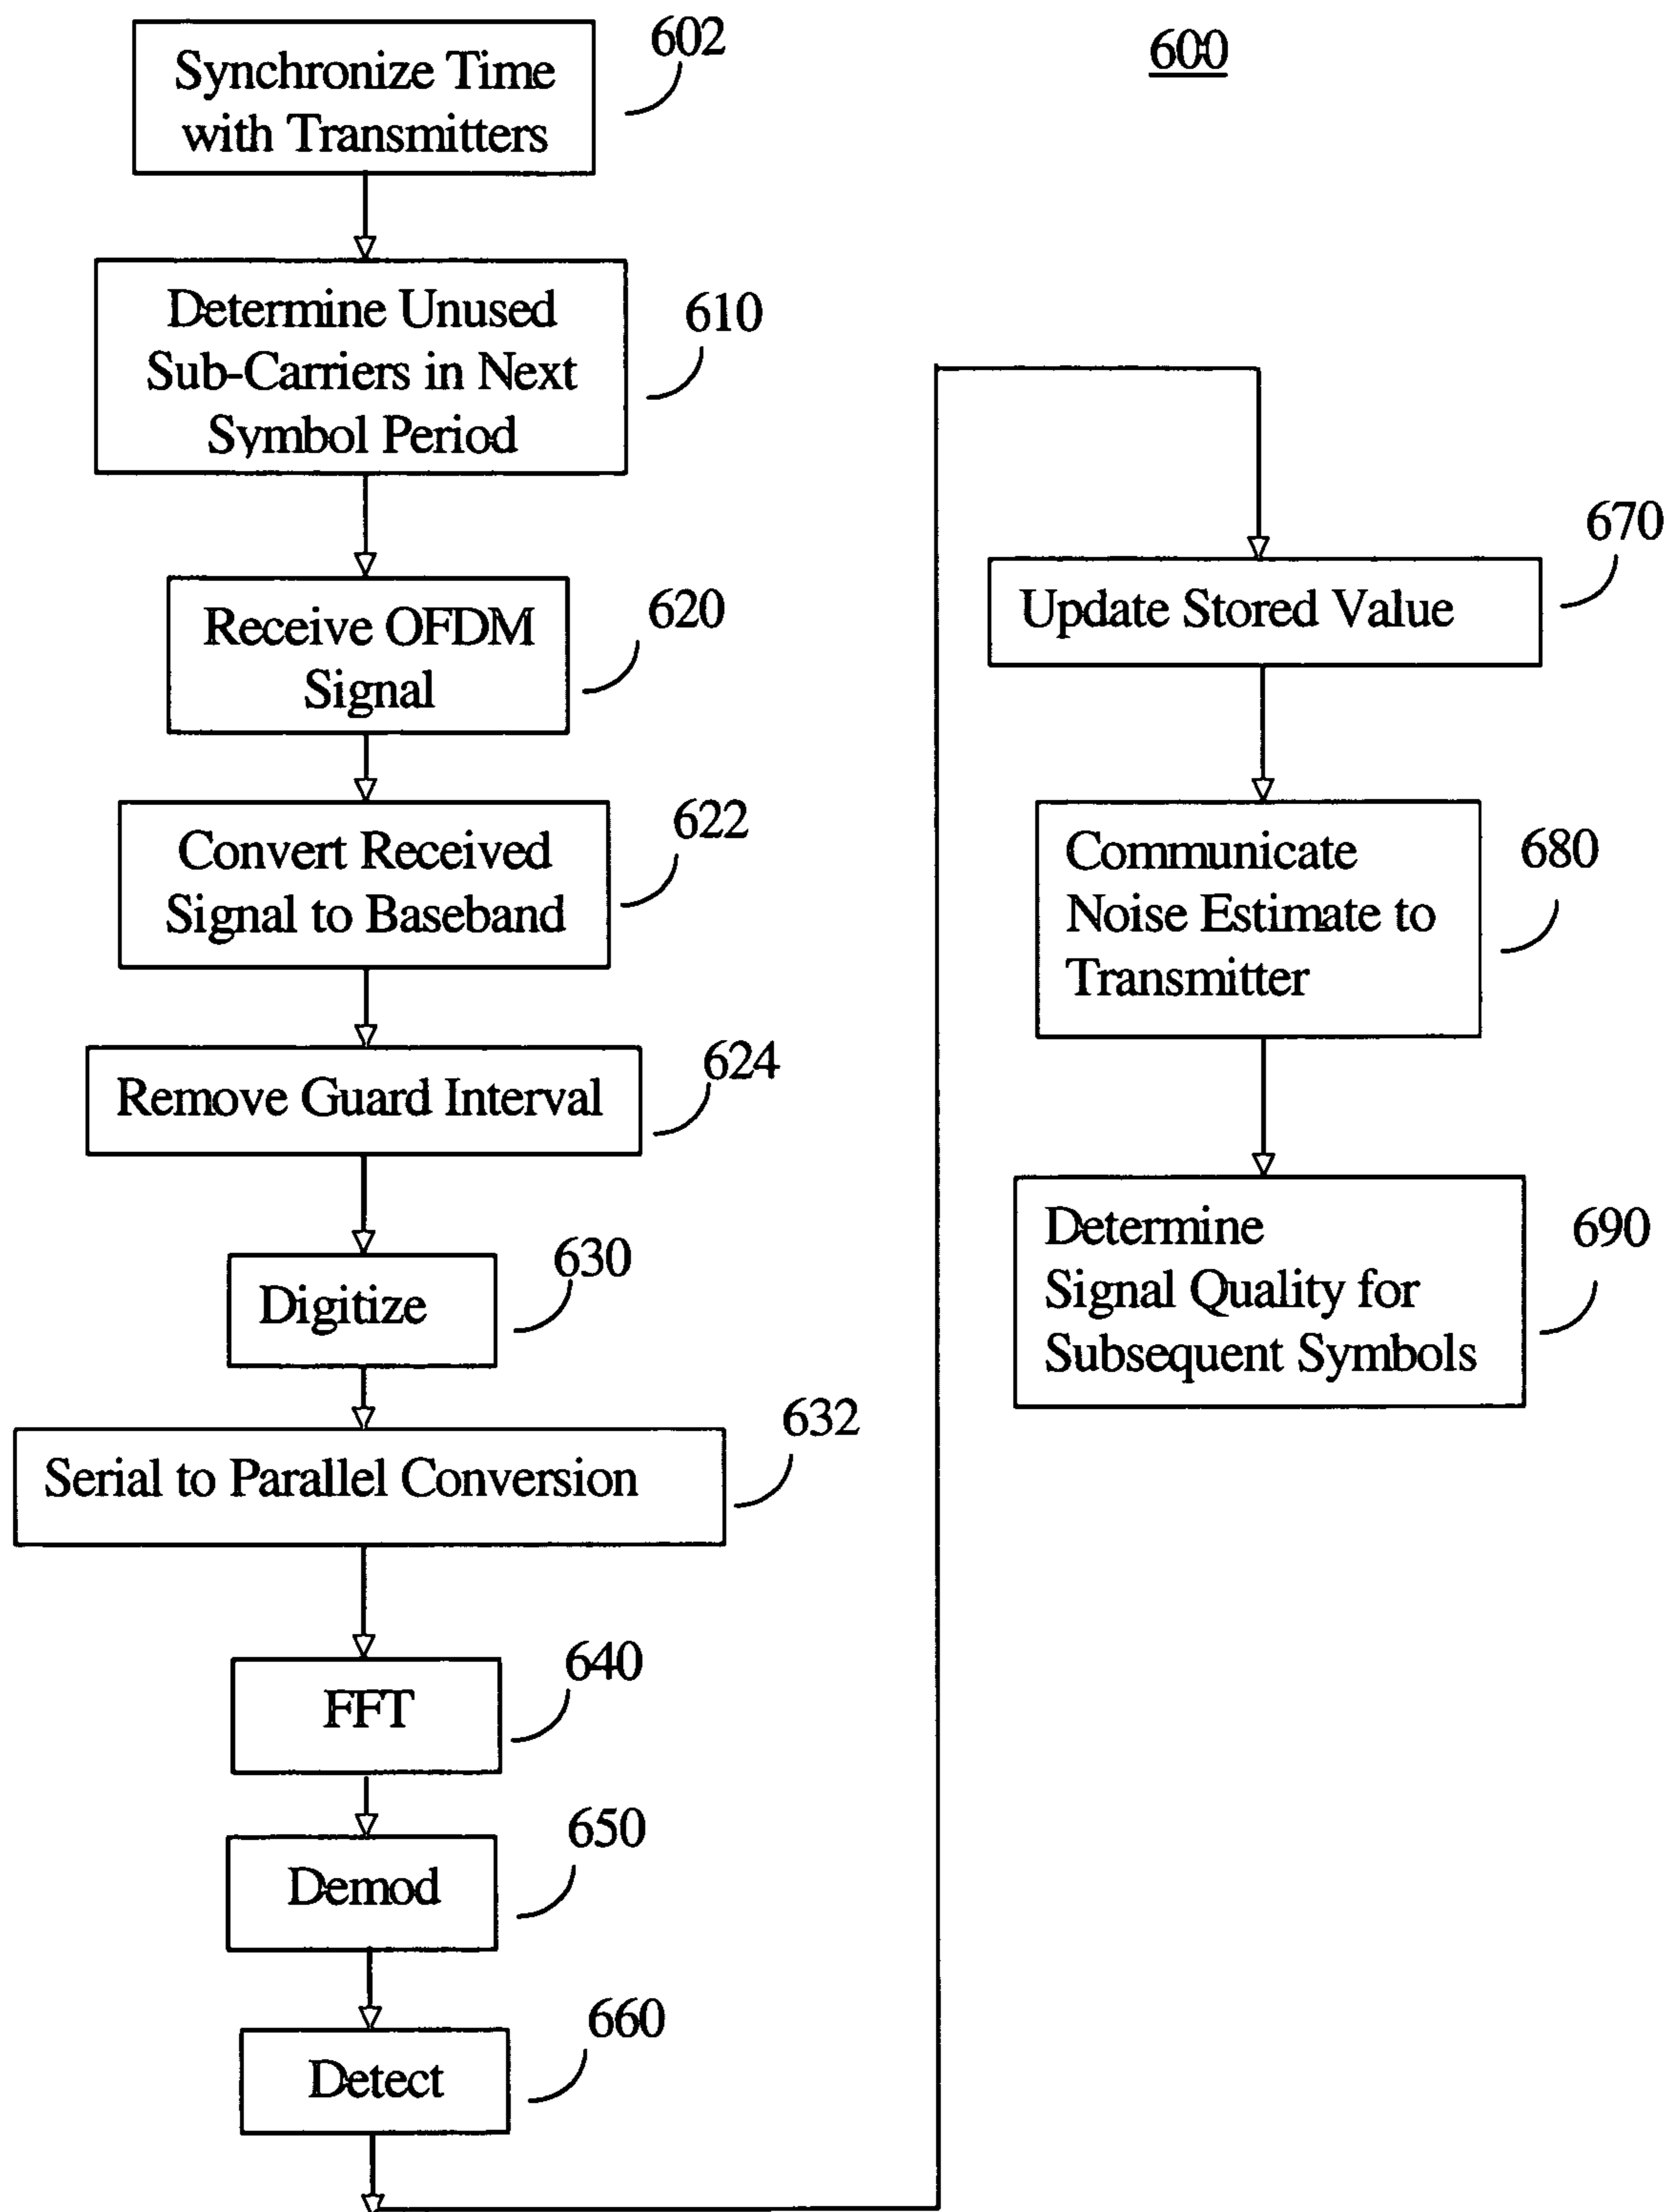 600
Synchronize Time
with Transmitters
602
Determine Unused
Sub-Carriers in Next
Symbol Period
610
Receive OFDM
Signal
620
Convert Received
Signal to Baseband
622
Remove Guard Interval
624
Digitize
630
Serial to Parallel Conversion
632
FFT
640
Demod
650
Detect
660
Update Stored Value
670
Communicate
Noise Estimate to
Transmitter
680
Determine
Signal Quality for
Subsequent Symbols
690